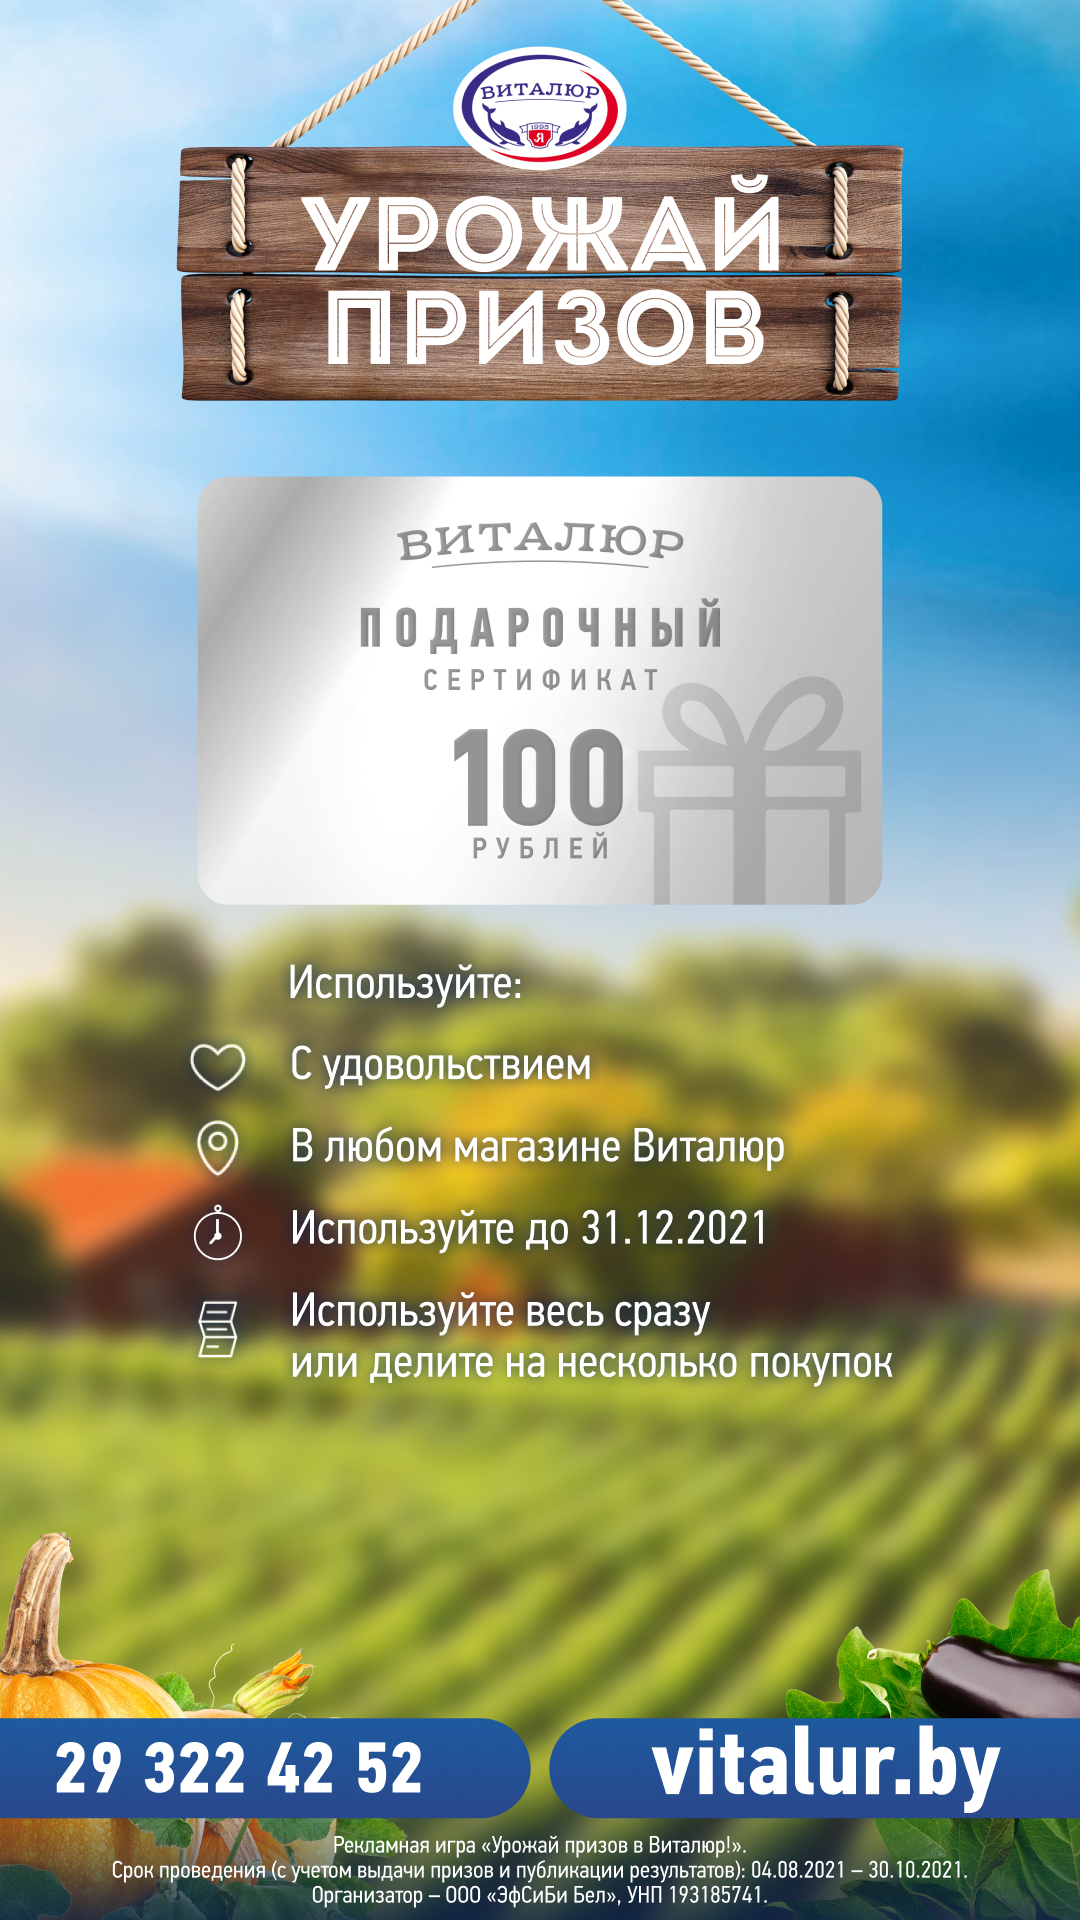 ВИТАЛЮР
1995
Я
УРОЖАЙ
ПРИЗОВ
ВИТАЛЮР
ПОДАРОЧНЫЙ
СЕРТИФИКАТ
100
РУБЛЕЙ
Используйте:
С удовольствием
В любом магазине Виталюр
Используйте до 31.12.2021
Используйте весь сразу
или делите на несколько покупок
29 322 42 52
vitalur.by
Рекламная игра «Урожай призов в Виталюр!».
Срок проведения (с учетом выдачи призов и публикации результатов): 04.08.2021 – 30.10.2021.
Организатор – ООО «ЭфСиБи Бел», УНП 193185741.